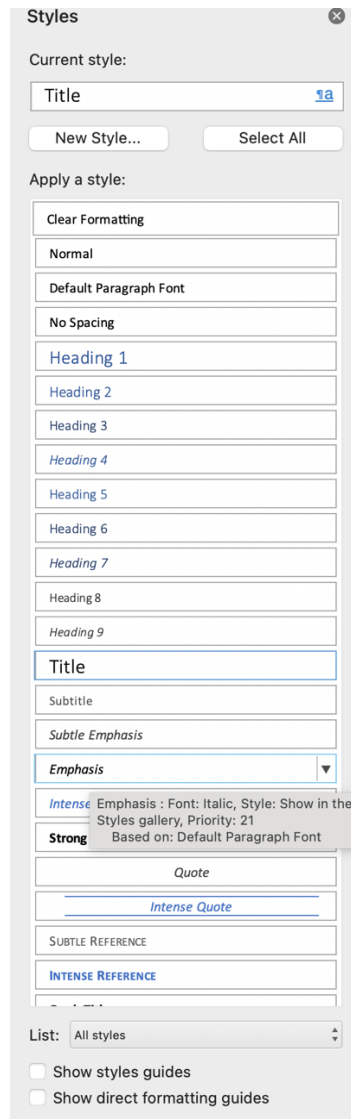 Styles
Current style:
Title
¶a
New Style...
Select All
Apply a style:
Clear Formatting
Normal
Default Paragraph Font
No Spacing
Heading 1
Heading 2
Heading 3
Heading 4
Heading 5
Heading 6
Heading 7
Heading 8
Heading 9
Title
Subtitle
Subtle Emphasis
Emphasis
Intense
Emphasis : Font: Italic, Style: Show in the
Styles gallery, Priority: 21
Based on: Default Paragraph Font
Strong
Quote
Intense Quote
SUBTLE REFERENCE
INTENSE REFERENCE
List:
All styles
Show styles guides
Show direct formatting guides